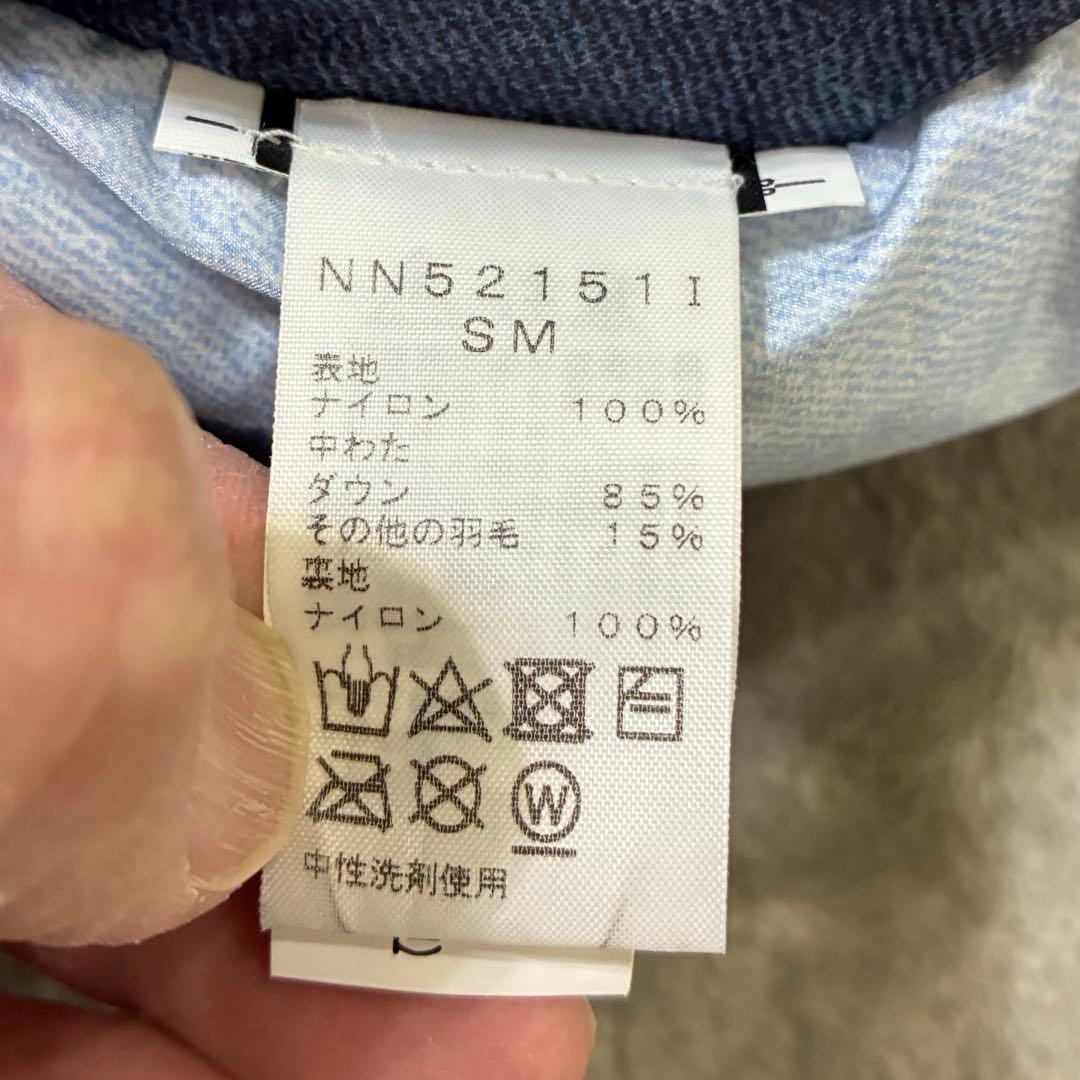 NN52151I
SM
表地
ナイロン 100%
中わた
ダウン 85%
その他の羽毛 15%
裏地
ナイロン 100%
W
中性洗剤使用